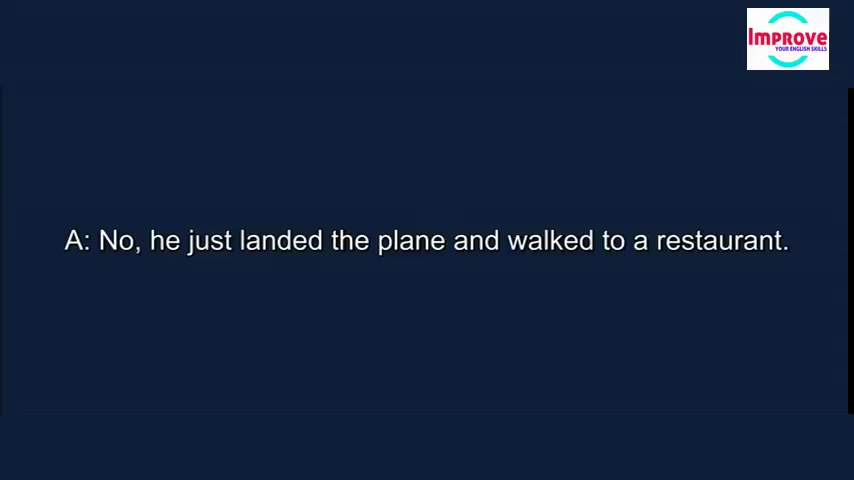 IMPROVE
YOUR ENGLISH SKILLS
A: No, he just landed the plane and walked to a restaurant.